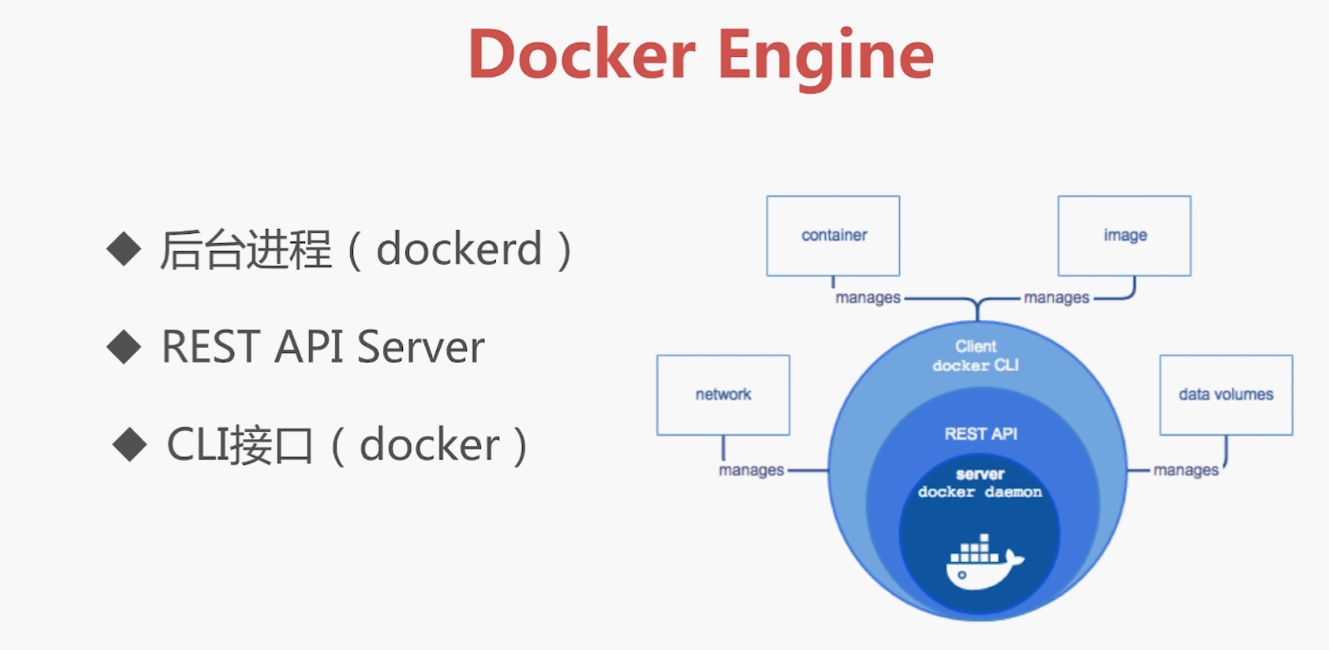 Docker Engine
◆ 后台进程（dockerd）
◆ REST API Server
◆ CLI接口（docker）
container
image
manages
manages
Client
docker CLI
network
data volumes
REST API
manages
manages
server
docker daemon